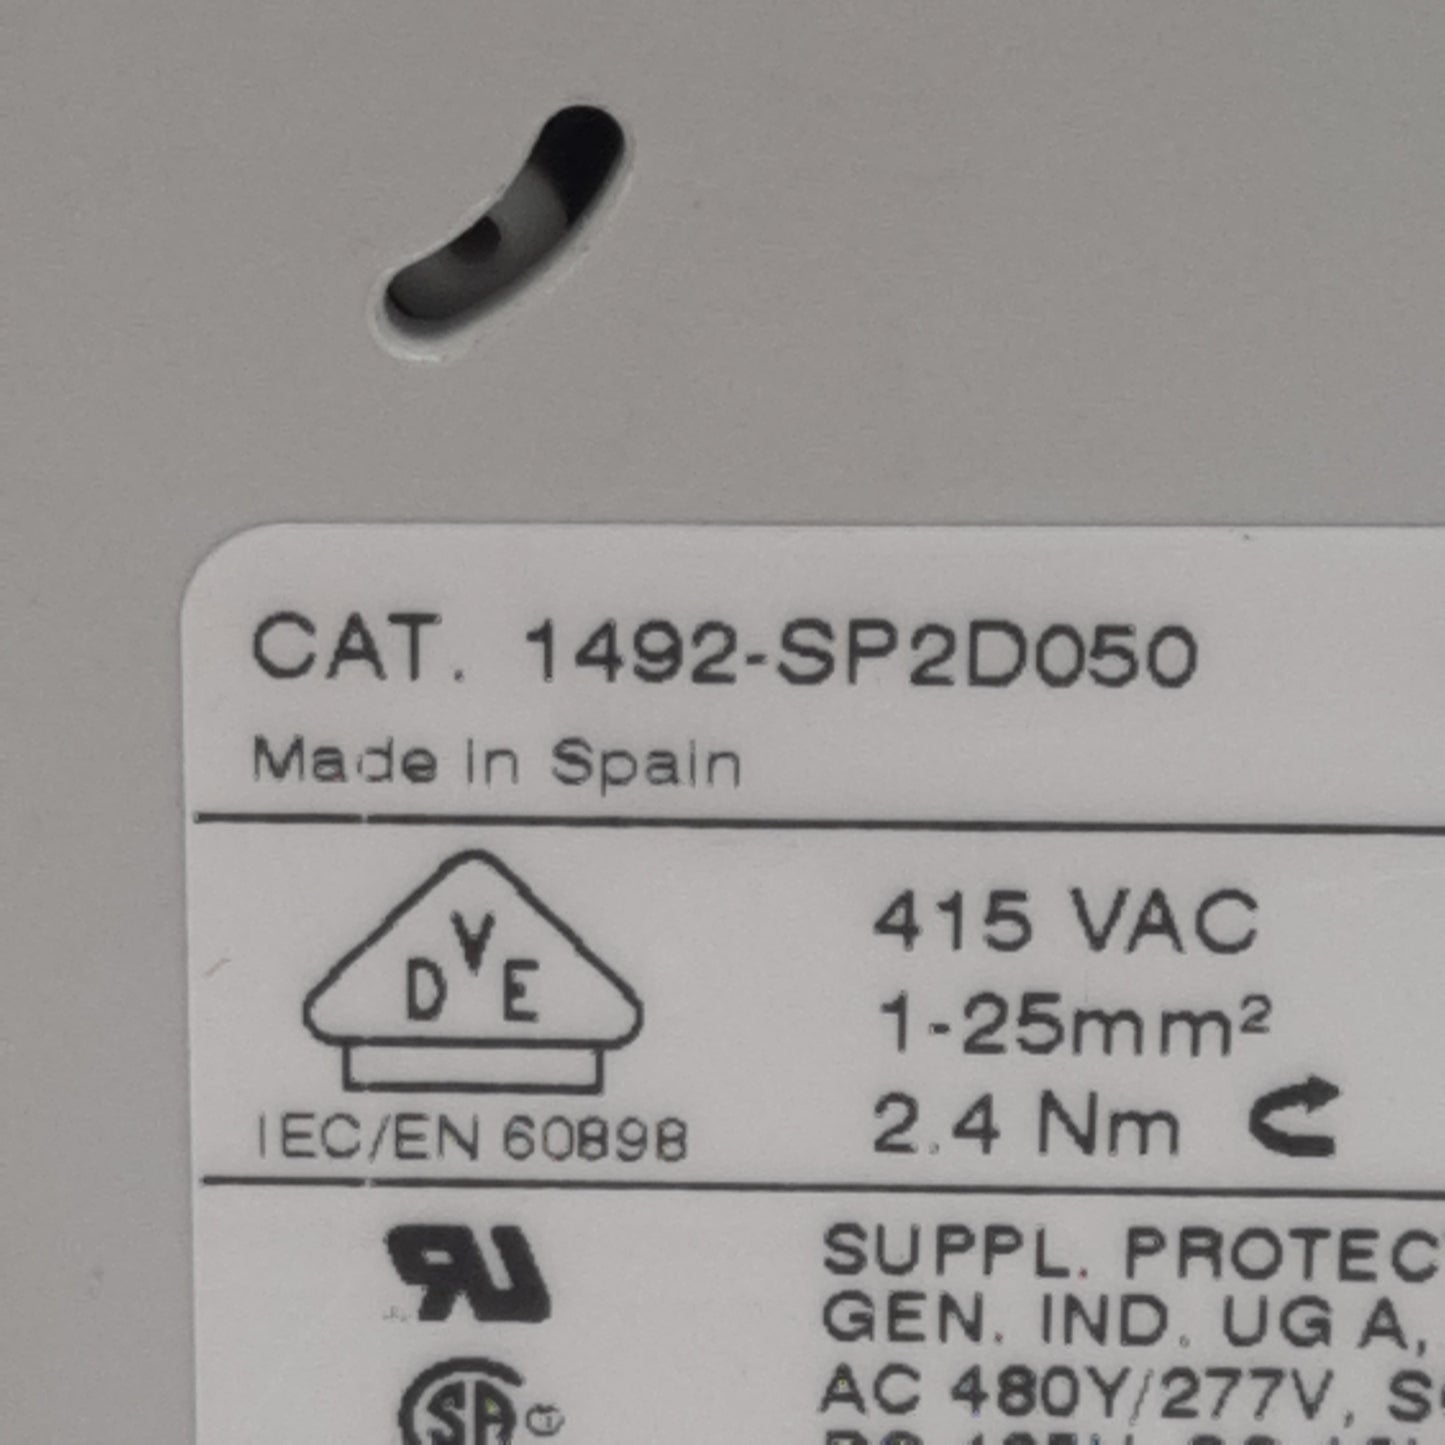 CAT. 1492-SP2D050
Made in Spain
D V E
415 VAC
1-25mm²
2.4 Nm
IEC/EN 60898
SUPPL. PROTEC
GEN. IND. UG A,
AC 480Y/277V,